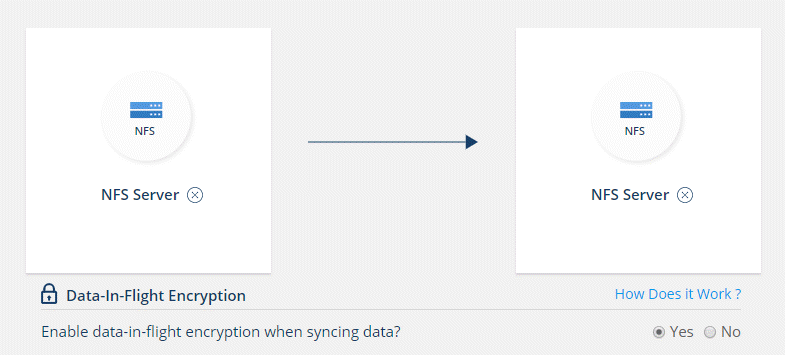 NFS
NFS
NFS Server
NFS Server
Data-In-Flight Encryption
How Does it Work ?
Enable data-in-flight encryption when syncing data?
Yes
No